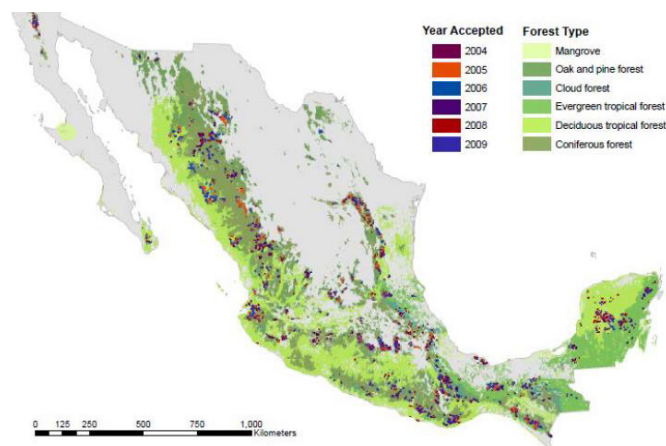 Year Accepted
2004
2005
2006
2007
2008
2009
Forest Type
Mangrove
Oak and pine forest
Cloud forest
Evergreen tropical forest
Deciduous tropical forest
Coniferous forest
0 125 250 500 750 1,000
Kilometers